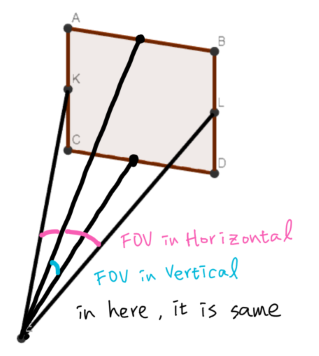 A
B
K
L
C
D
FOV in Horizontal
FOV in Vertical
in here, it is same